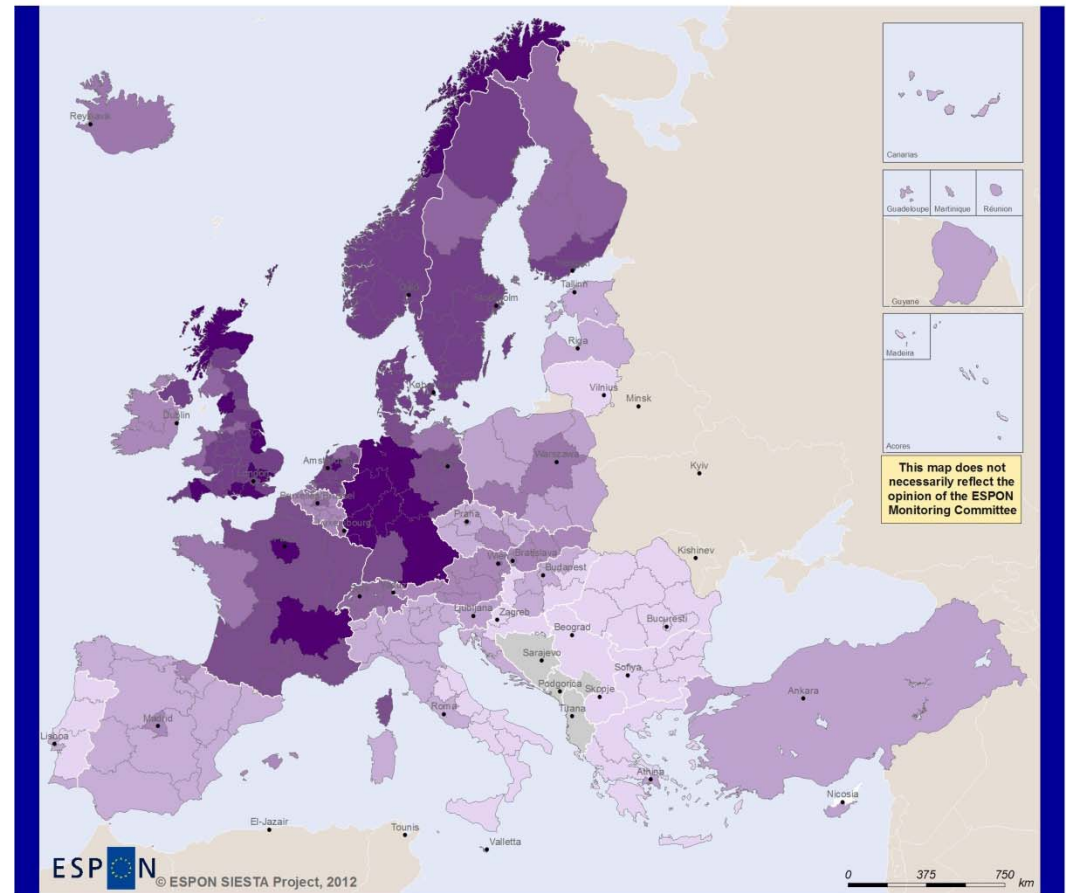 Reykjavik
Canarias
Guadeloupe
Martinique
Réunion
Guyane
Madeira
Acores
This map does not
necessarily reflect the
opinion of the ESPON
Monitoring Committee
Tallinn
Riga
Vilnius
Minsk
Dublin
Warszawa
Kyiv
Praha
Kishinev
Bratislava
Budapest
Ljubljana
Zagreb
Beograd
Bucuresti
Sarajevo
Sofiya
Podgorica
Skopje
Tirana
Roma
Madrid
Lisboa
Ankara
Athina
Nicosia
El-Jazair
Tounis
Valletta
ESPON
© ESPON SIESTA Project, 2012
0 375 750
km